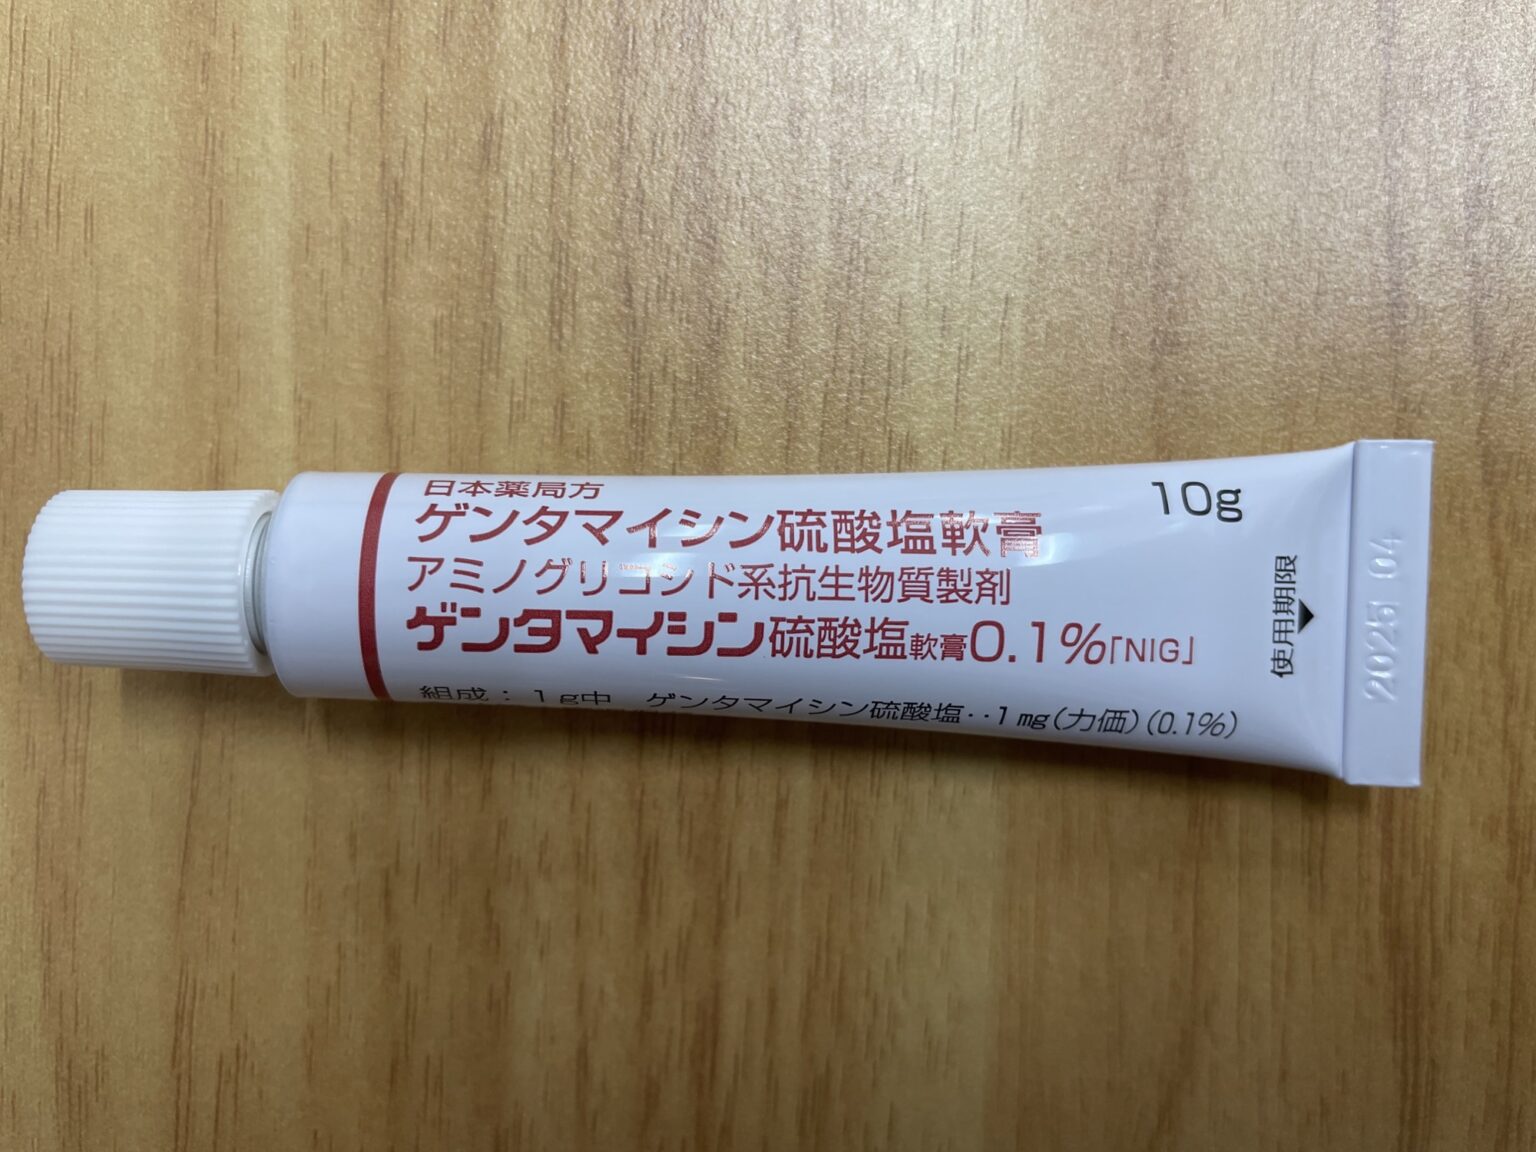 日本薬局方
ゲンタマイシン硫酸塩軟膏
アミノグリコシド系抗生物質製剤
ゲンタマイシン硫酸塩軟膏0.1%「NIG」
組成：1g中 ゲンタマイシン硫酸塩‥1mg(力価)(0.1%)
10g
使用期限▶
2025 04